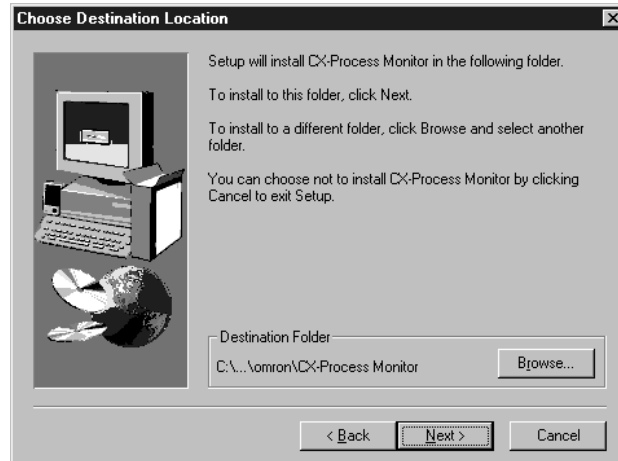 Choose Destination Location
Setup will install CX-Process Monitor in the following folder.
To install to this folder, click Next.
To install to a different folder, click Browse and select another
folder.
You can choose not to install CX-Process Monitor by clicking
Cancel to exit Setup.
Destination Folder
C:\...\omron\CX-Process Monitor
Browse...
< Back
Next >
Cancel